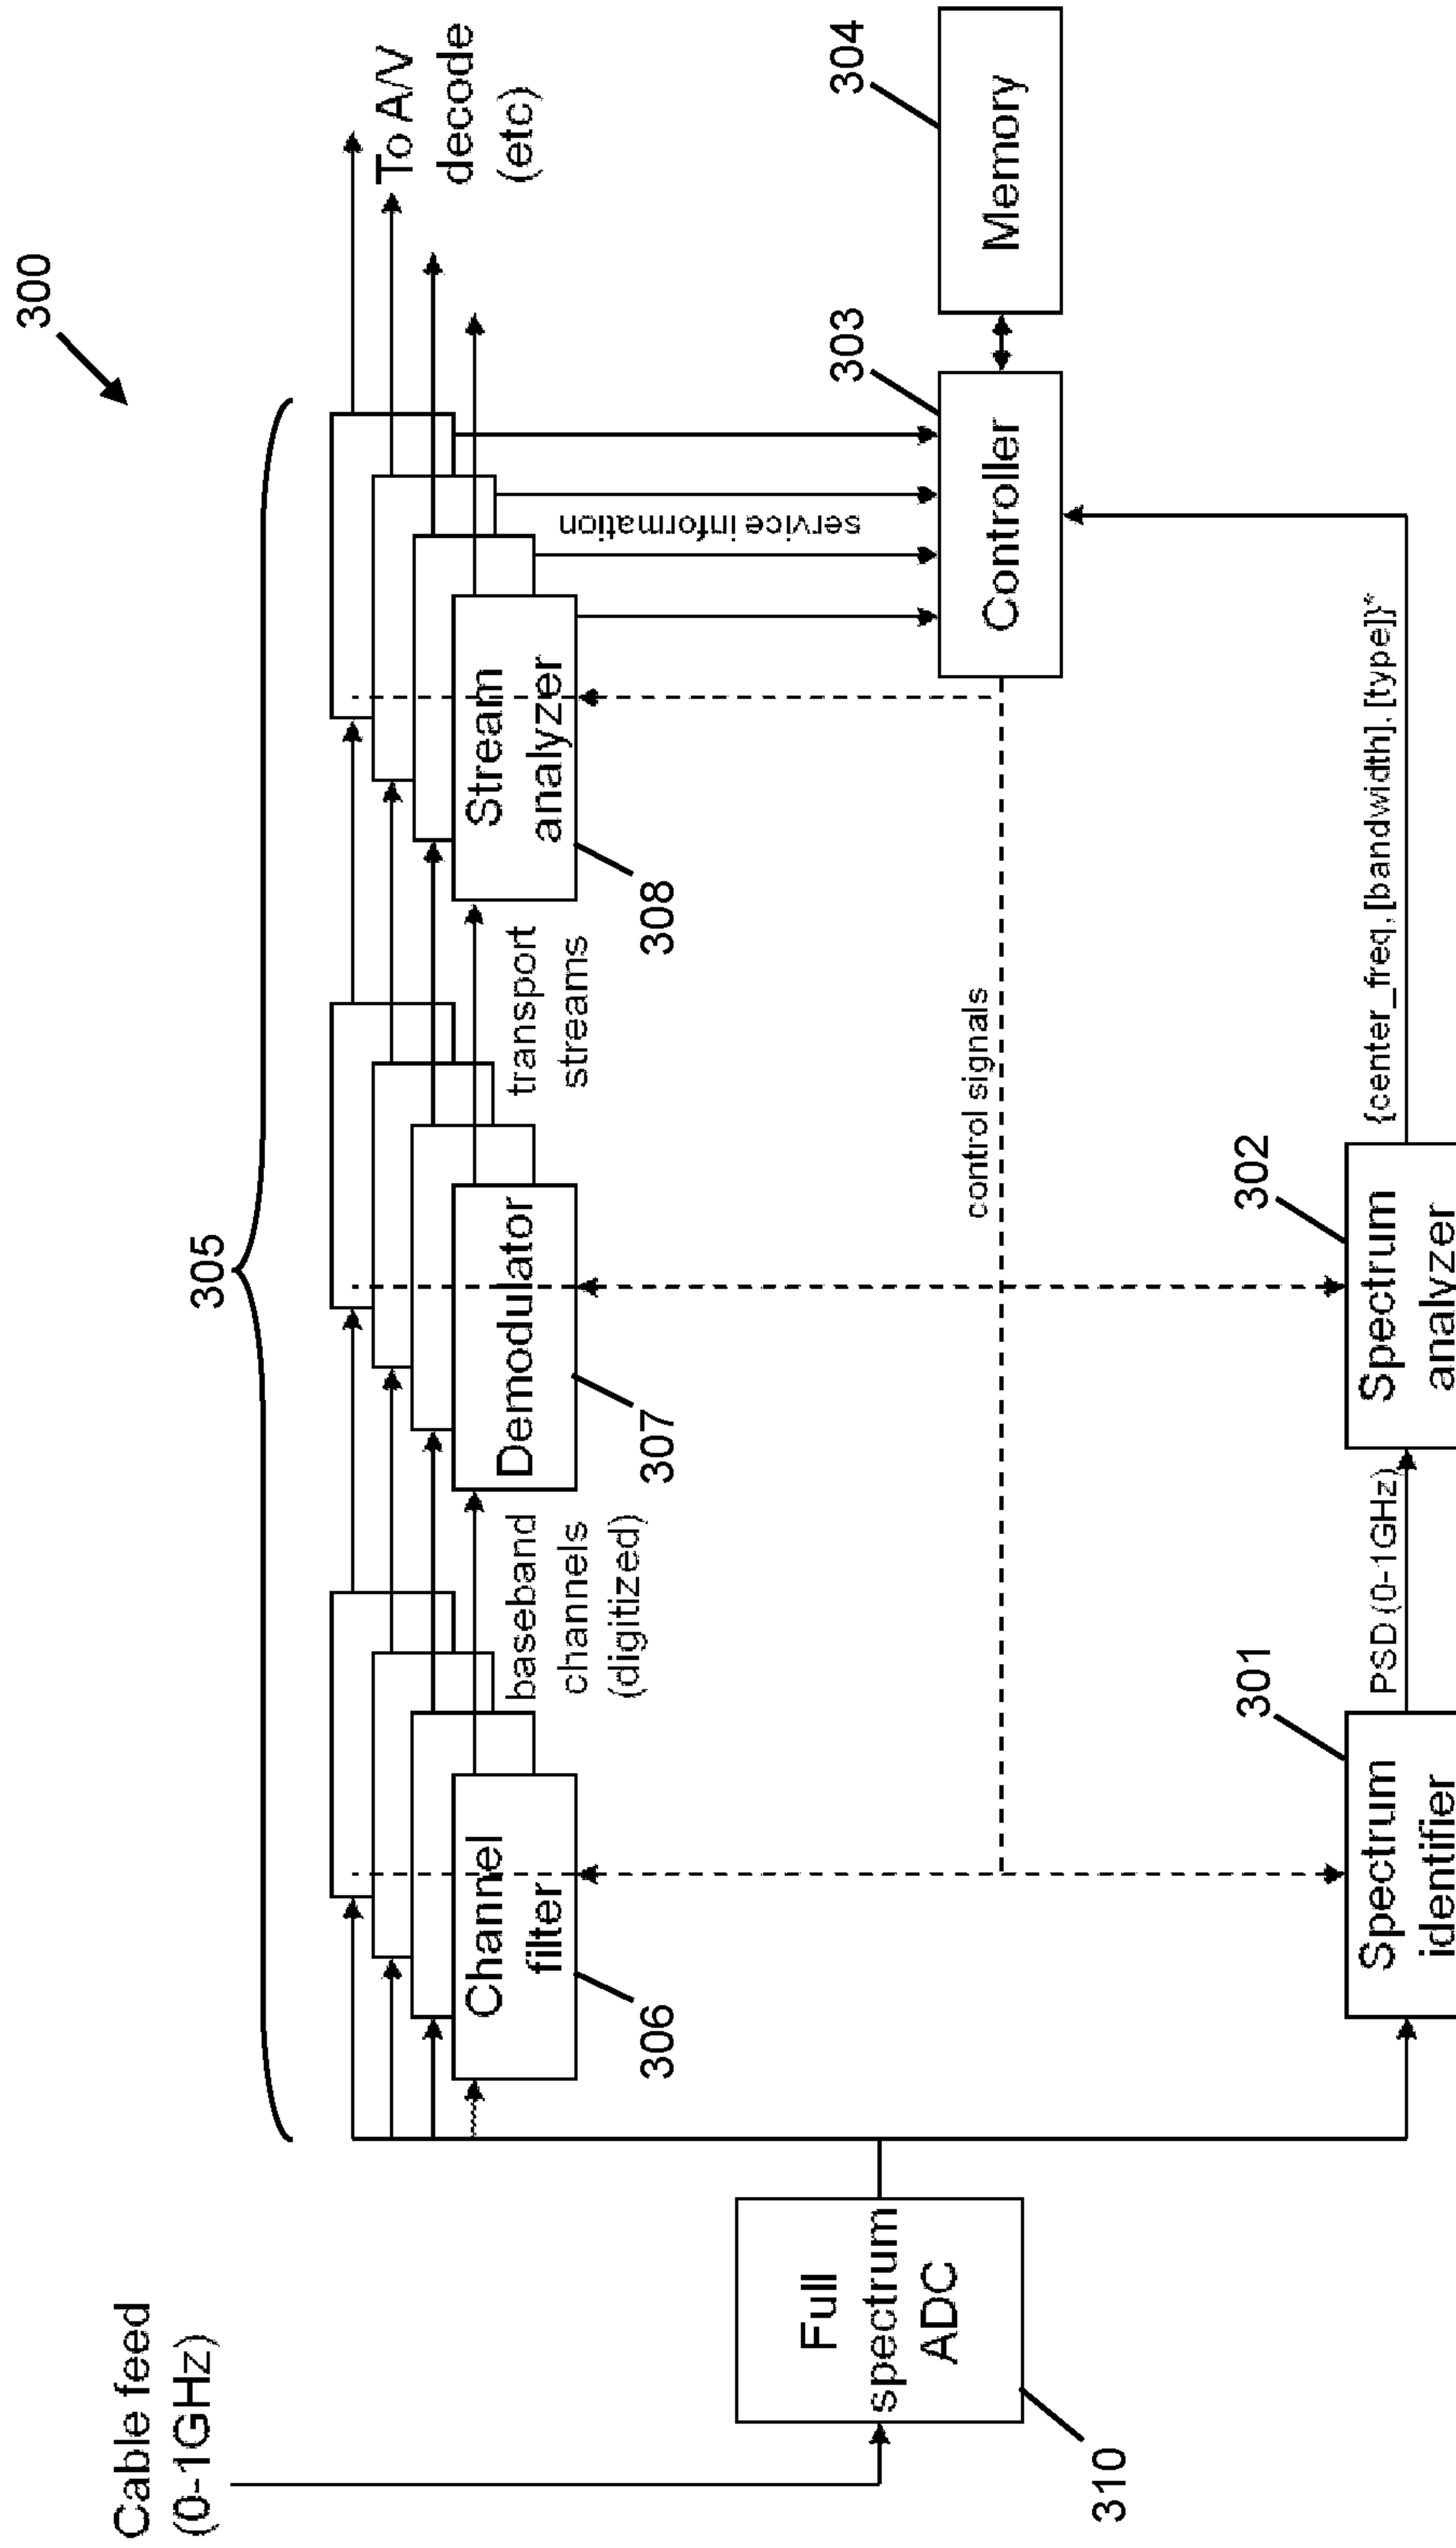 300
305
Cable feed
(0-1GHz)
To A/V
decode
(etc)
Channel
filter
306
baseband
channels
(digitized)
Demodulator
307
transport
streams
Stream
analyzer
308
service information
Full
spectrum
ADC
310
control signals
Controller
303
Memory
304
Spectrum
identifier
301
PSD (0-1GHz)
Spectrum
analyzer
302
{center_freq, [bandwidth], [type]}*